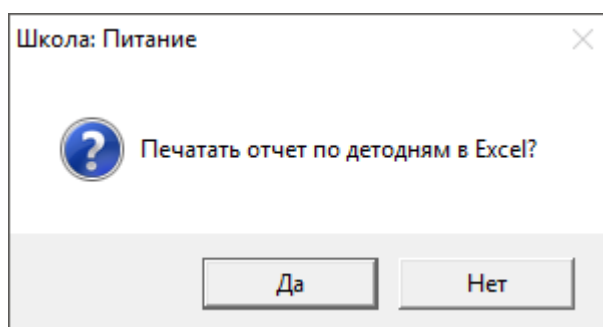 Школа: Питание
Печатать отчет по детодням в Excel?
Да
Нет